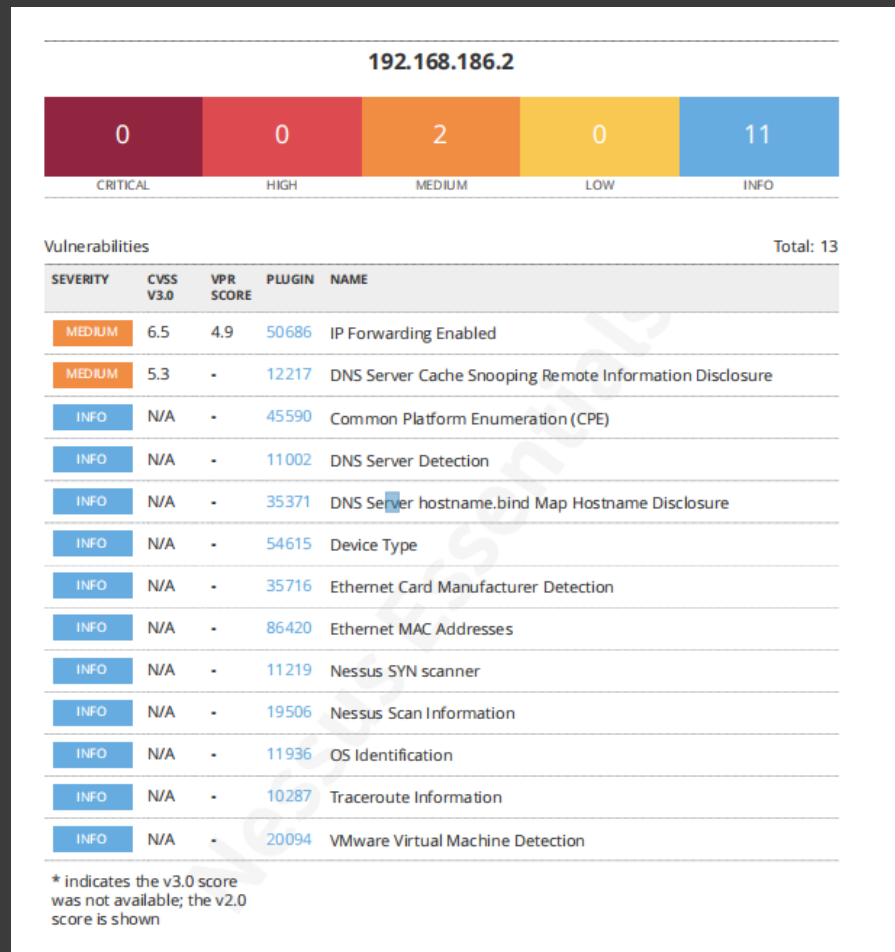 192.168.186.2
0 0 2 0 11
CRITICAL HIGH MEDIUM LOW INFO
Vulnerabilities Total: 13
SEVERITY CVSS V3.0 VPR SCORE PLUGIN NAME
MEDIUM 6.5 4.9 50686 IP Forwarding Enabled
MEDIUM 5.3 - 12217 DNS Server Cache Snooping Remote Information Disclosure
INFO N/A - 45590 Common Platform Enumeration (CPE)
INFO N/A - 11002 DNS Server Detection
INFO N/A - 35371 DNS Server hostname.bind Map Hostname Disclosure
INFO N/A - 54615 Device Type
INFO N/A - 35716 Ethernet Card Manufacturer Detection
INFO N/A - 86420 Ethernet MAC Addresses
INFO N/A - 11219 Nessus SYN scanner
INFO N/A - 19506 Nessus Scan Information
INFO N/A - 11936 OS Identification
INFO N/A - 10287 Traceroute Information
INFO N/A - 20094 VMware Virtual Machine Detection
* indicates the v3.0 score
was not available; the v2.0
score is shown
Nessus Essentials